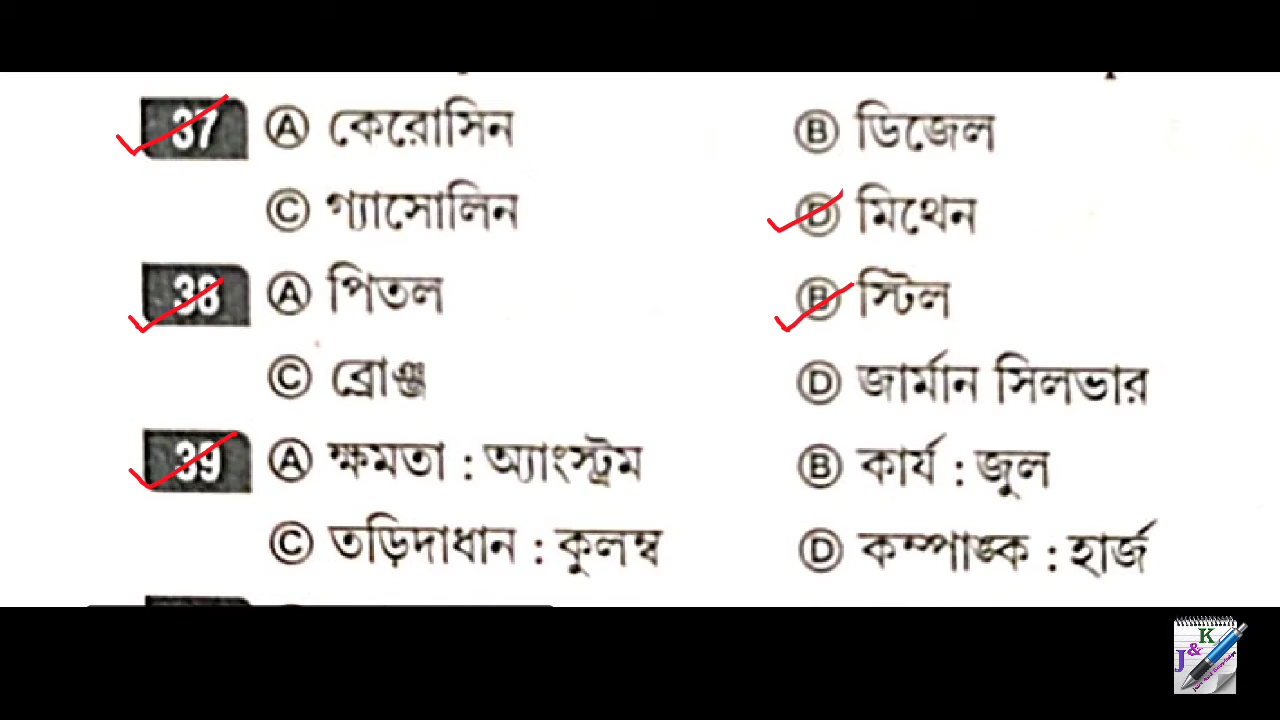 37 Ⓐ কেরোসিন Ⓑ ডিজেল
Ⓒ গ্যাসোলিন Ⓓ মিথেন
38 Ⓐ পিতল Ⓑ স্টিল
Ⓒ ব্রোঞ্জ Ⓓ জার্মান সিলভার
39 Ⓐ ক্ষমতা : অ্যাংস্ট্রম Ⓑ কার্য : জুল
Ⓒ তড়িদাধান : কুলম্ব Ⓓ কম্পাঙ্ক : হার্জ
J&K